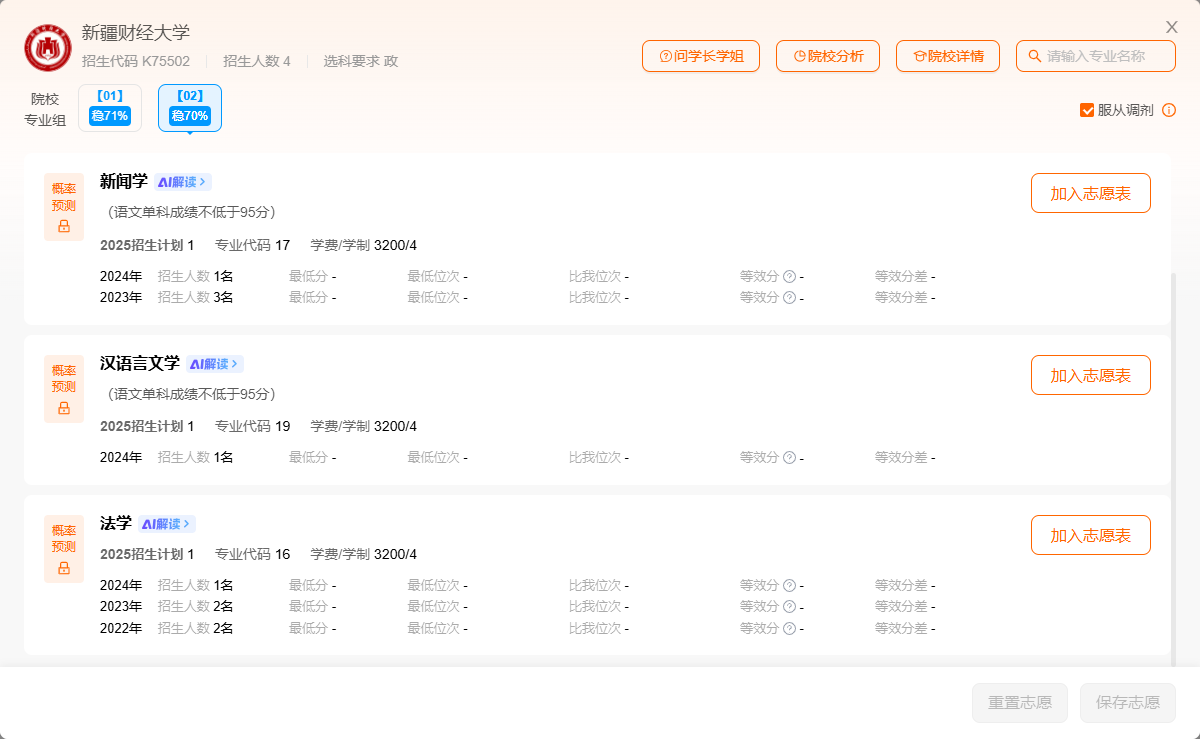 新疆财经大学
招生代码 K75502 招生人数 4 选科要求 政
问学长学姐 院校分析 院校详情 请输入专业名称
院校
专业组
【01】
稳71%
【02】
稳70%
服从调剂
概率
预测
新闻学 AI解读
（语文单科成绩不低于95分）
2025招生计划 1 专业代码 17 学费/学制 3200/4
2024年 招生人数 1名 最低分 - 最低位次 - 比我位次 - 等效分 - 等效分差 -
2023年 招生人数 3名 最低分 - 最低位次 - 比我位次 - 等效分 - 等效分差 -
加入志愿表
概率
预测
汉语言文学 AI解读
（语文单科成绩不低于95分）
2025招生计划 1 专业代码 19 学费/学制 3200/4
2024年 招生人数 1名 最低分 - 最低位次 - 比我位次 - 等效分 - 等效分差 -
加入志愿表
概率
预测
法学 AI解读
2025招生计划 1 专业代码 16 学费/学制 3200/4
2024年 招生人数 1名 最低分 - 最低位次 - 比我位次 - 等效分 - 等效分差 -
2023年 招生人数 2名 最低分 - 最低位次 - 比我位次 - 等效分 - 等效分差 -
2022年 招生人数 2名 最低分 - 最低位次 - 比我位次 - 等效分 - 等效分差 -
加入志愿表
重置志愿 保存志愿